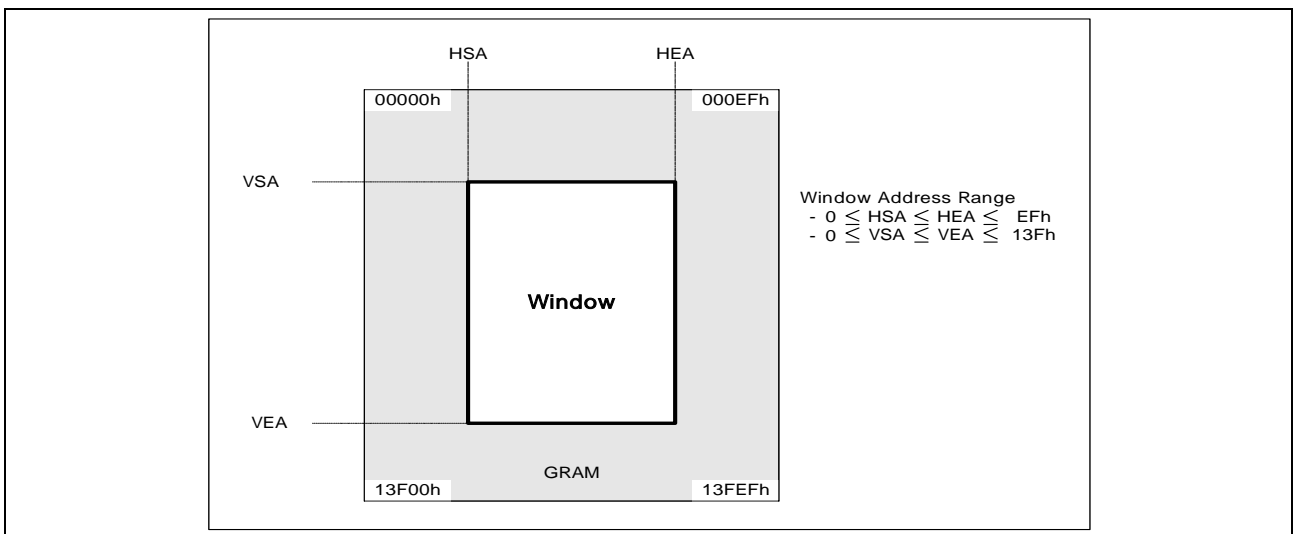 HSA HEA
00000h 000EFh
VSA
Window Address Range
- 0 ≤ HSA ≤ HEA ≤ EFh
- 0 ≤ VSA ≤ VEA ≤ 13Fh
Window
VEA
GRAM
13F00h 13FEFh